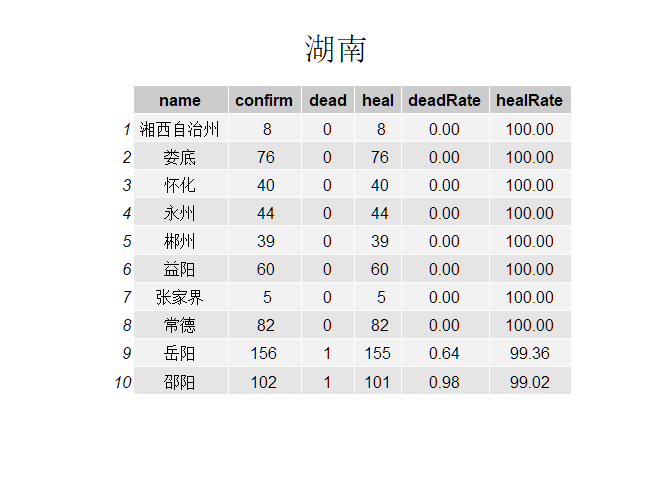 湖南
name confirm dead heal deadRate healRate
1 湘西自治州 8 0 8 0.00 100.00
2 娄底 76 0 76 0.00 100.00
3 怀化 40 0 40 0.00 100.00
4 永州 44 0 44 0.00 100.00
5 郴州 39 0 39 0.00 100.00
6 益阳 60 0 60 0.00 100.00
7 张家界 5 0 5 0.00 100.00
8 常德 82 0 82 0.00 100.00
9 岳阳 156 1 155 0.64 99.36
10 邵阳 102 1 101 0.98 99.02